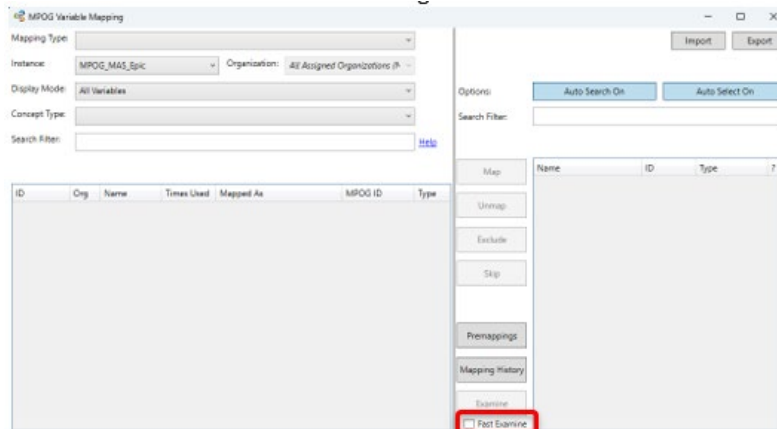 MPOG Variable Mapping
Mapping Type:
Import Export
Instance: MPOG_MAS_Epic Organization: All Assigned Organizations
Display Mode: All Variables
Options: Auto Search On Auto Select On
Concept Type:
Search Filter:
Search Filter:
Help
Map
Name ID Type ?
ID Org Name Times Used Mapped As MPOG ID Type
Unmap
Exclude
Skip
Premappings
Mapping History
Examine
Fast Examine